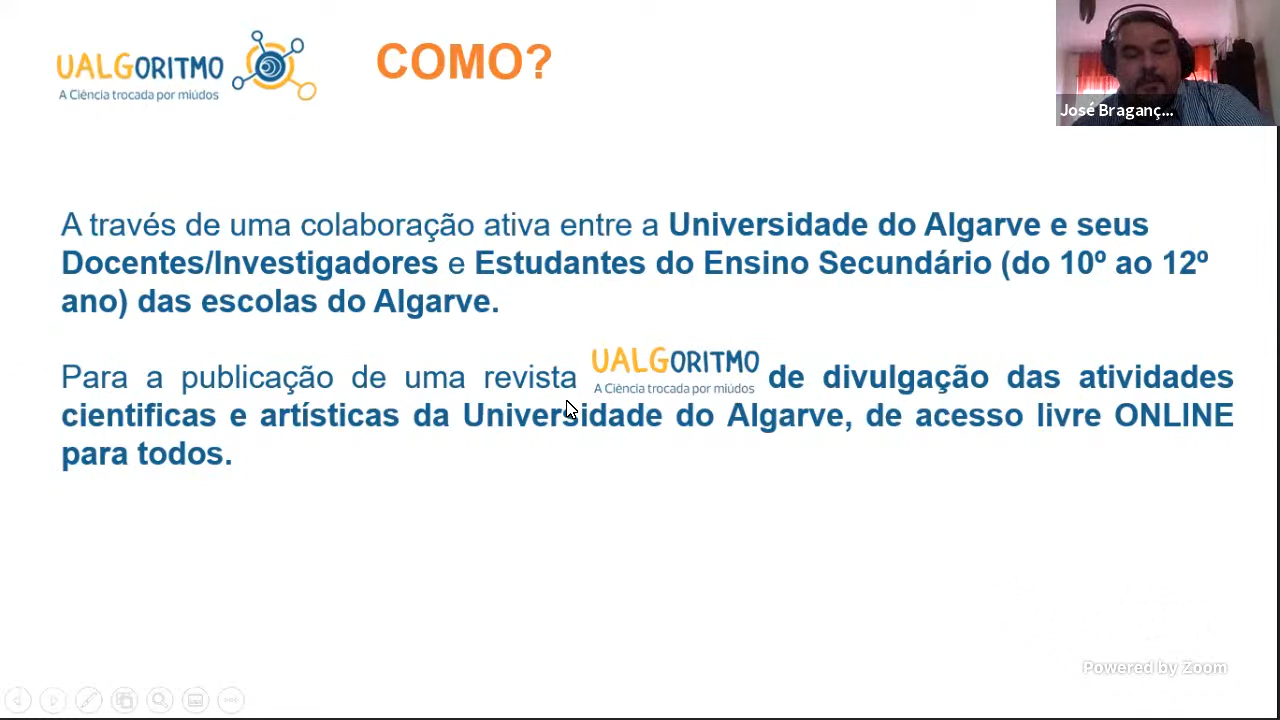 UALGORITMO
A Ciência trocada por miúdos
COMO?
José Braganç...
A través de uma colaboração ativa entre a Universidade do Algarve e seus
Docentes/Investigadores e Estudantes do Ensino Secundário (do 10º ao 12º
ano) das escolas do Algarve.
Para a publicação de uma revista UALGORITMO de divulgação das atividades
A Ciência trocada por miúdos
cientificas e artísticas da Universidade do Algarve, de acesso livre ONLINE
para todos.
Powered by Zoom